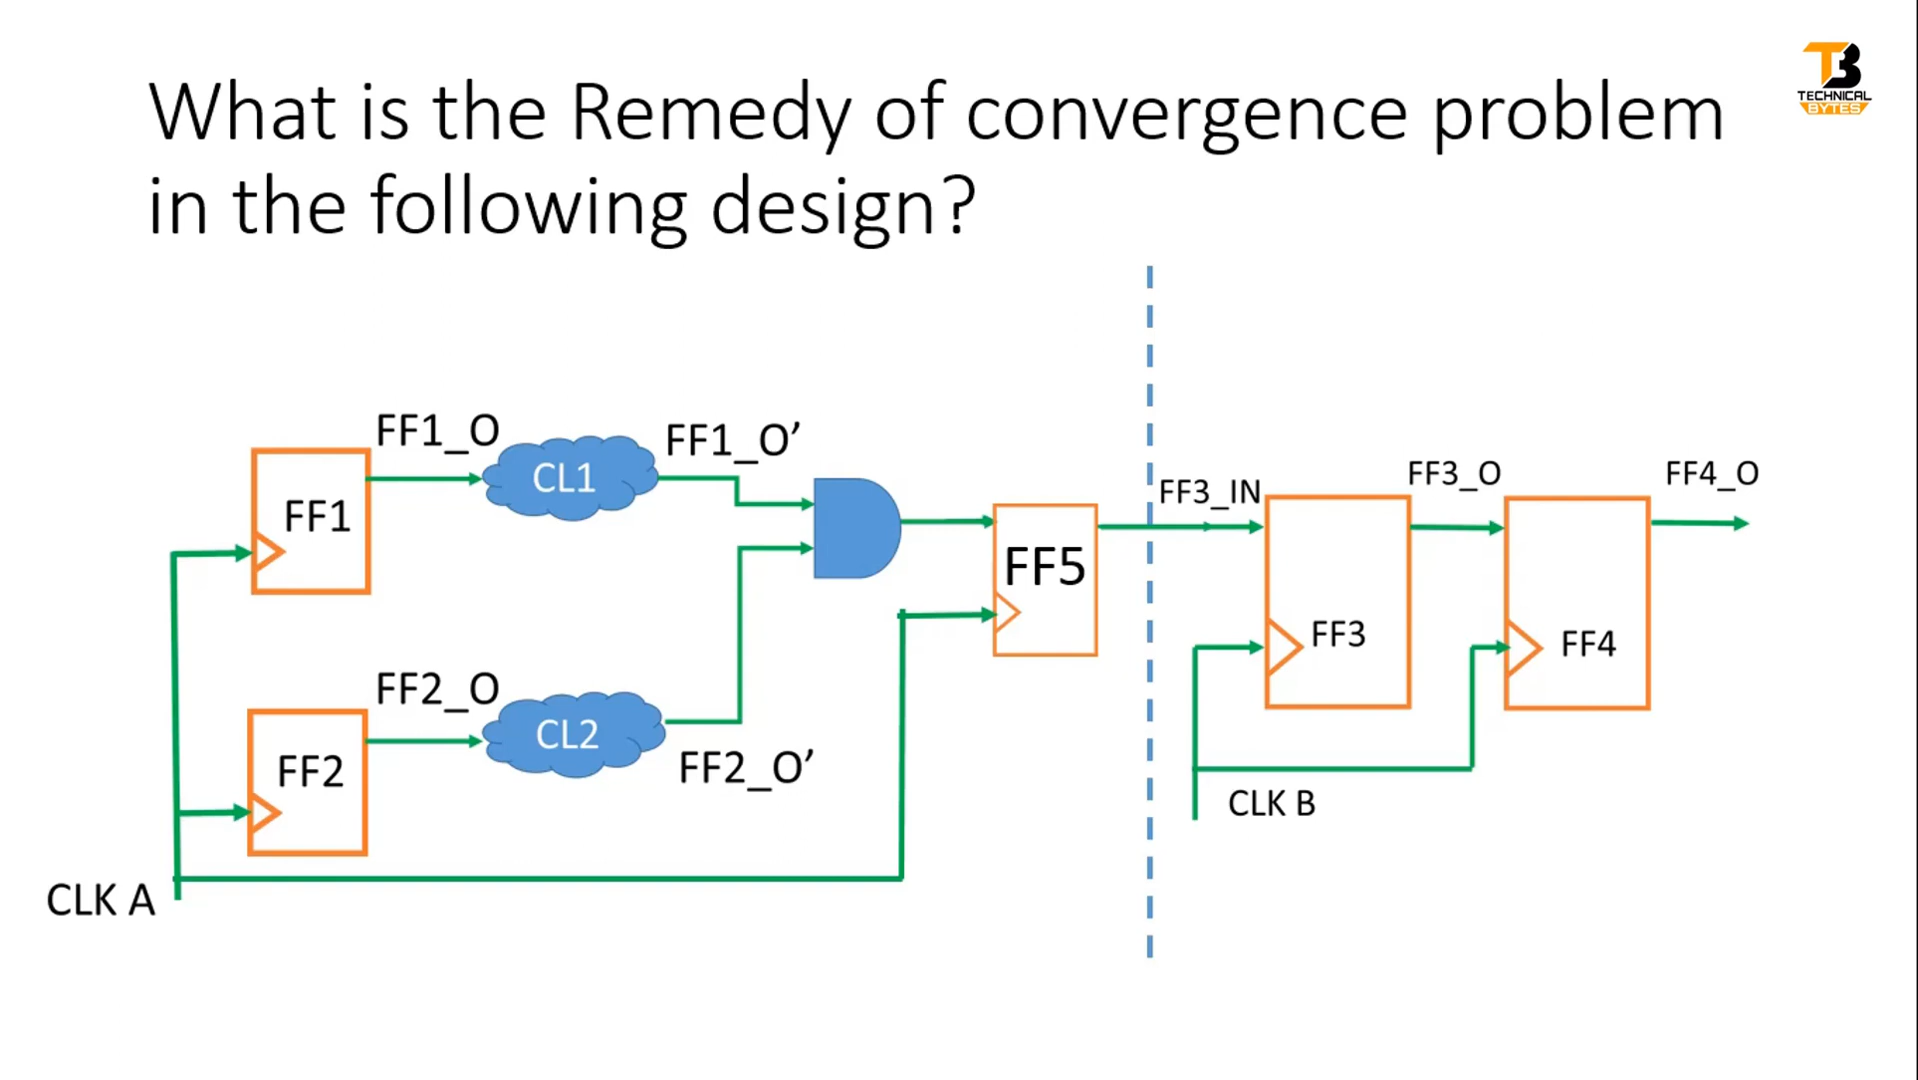 What is the Remedy of convergence problem
in the following design?
TB
TECHNICAL
BYTES
FF1_O
CL1
FF1_O’
FF1
FF2_O
CL2
FF2_O’
FF2
CLK A
FF5
FF3_IN
FF3_O
FF4_O
FF3
FF4
CLK B